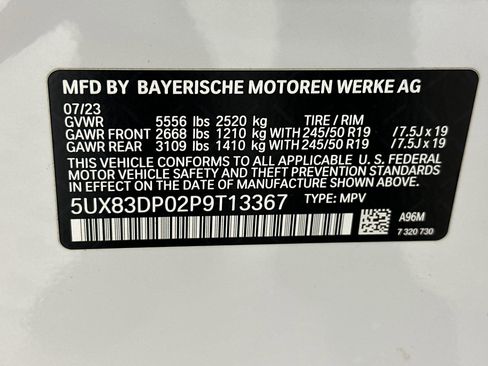 MFD BY BAYERISCHE MOTOREN WERKE AG
07/23
GVWR 5556 lbs 2520 kg TIRE / RIM
GAWR FRONT 2668 lbs 1210 kg WITH 245/50 R19 / 7.5J x 19
GAWR REAR 3109 lbs 1410 kg WITH 245/50 R19 / 7.5J x 19
THIS VEHICLE CONFORMS TO ALL APPLICABLE U. S. FEDERAL
MOTOR VEHICLE SAFETY STANDARDS IN EFFECT ON THE
DATE OF MANUFACTURE SHOWN ABOVE.
5UX83DP02P9T13367 TYPE: MPV
A96M
7 320 730